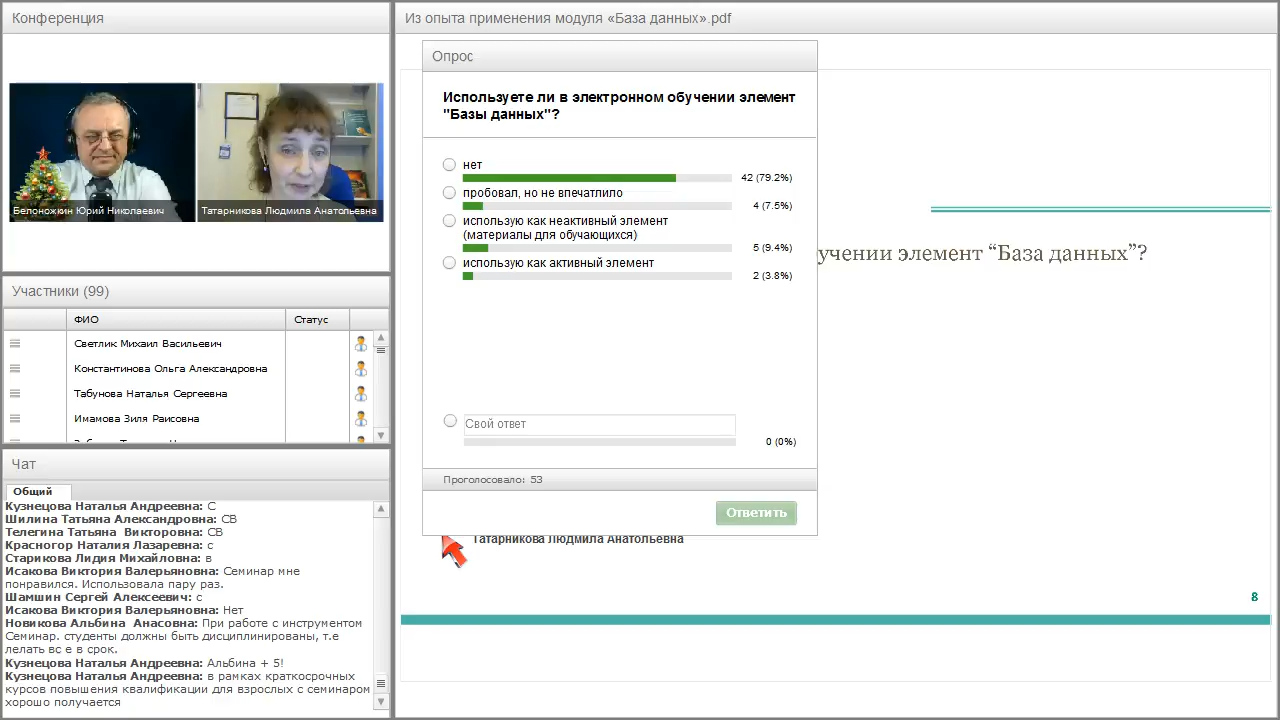 Конференция
Белоножкин Юрий Николаевич
Татарникова Людмила Анатольевна
Участники (99)
ФИО
Статус
Светлик Михаил Васильевич
Константинова Ольга Александровна
Табунова Наталья Сергеевна
Имамова Зиля Раисовна
Чат
Общий
Кузнецова Наталья Андреевна: С
Шилина Татьяна Александровна: СВ
Телегина Татьяна Викторовна: СВ
Красногор Наталия Лазаревна: с
Старикова Лидия Михайловна: в
Исакова Виктория Валерьяновна: Семинар мне
понравился. Использовала пару раз.
Шамшин Сергей Алексеевич: с
Исакова Виктория Валерьяновна: Нет
Новикова Альбина Анасовна: При работе с инструментом
Семинар. студенты должны быть дисциплинированы, т.е
лелать вс е в срок.
Кузнецова Наталья Андреевна: Альбина + 5!
Кузнецова Наталья Андреевна: в рамках краткосрочных
курсов повышения квалификации для взрослых с семинаром
хорошо получается
Из опыта применения модуля «База данных».pdf
Опрос
Используете ли в электронном обучении элемент
"Базы данных"?
нет
42 (79.2%)
пробовал, но не впечатлило
4 (7.5%)
использую как неактивный элемент
(материалы для обучающихся)
5 (9.4%)
использую как активный элемент
2 (3.8%)
Свой ответ
0 (0%)
Проголосовало: 53
Ответить
учении элемент “База данных”?
Татарникова Людмила Анатольевна
8